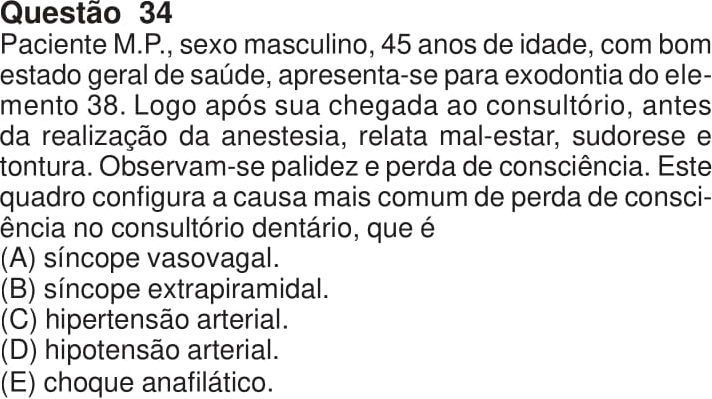 Questão 34
Paciente M.P., sexo masculino, 45 anos de idade, com bom
estado geral de saúde, apresenta-se para exodontia do ele-
mento 38. Logo após sua chegada ao consultório, antes
da realização da anestesia, relata mal-estar, sudorese e
tontura. Observam-se palidez e perda de consciência. Este
quadro configura a causa mais comum de perda de consci-
ência no consultório dentário, que é
(A) síncope vasovagal.
(B) síncope extrapiramidal.
(C) hipertensão arterial.
(D) hipotensão arterial.
(E) choque anafilático.